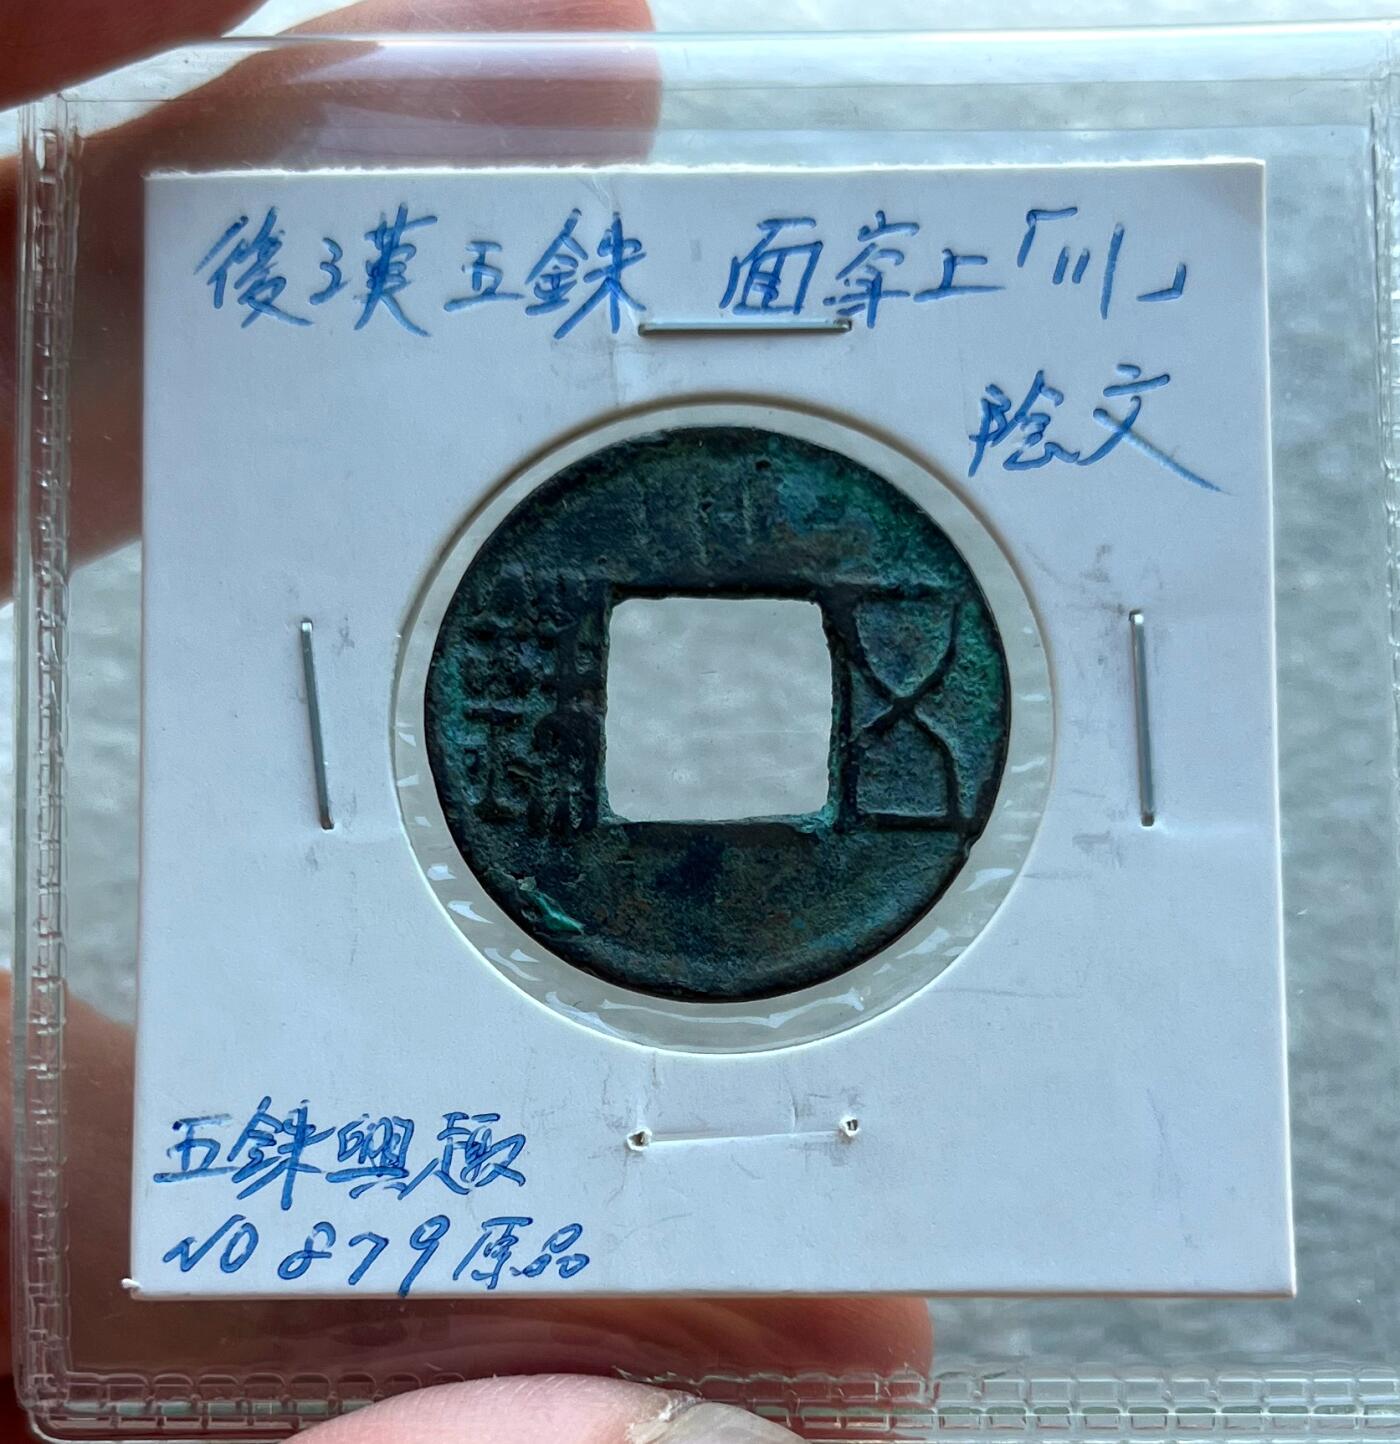 後漢五銖 面穿上「川」
陰文
五銖
五銖興趣
NO 879 原品